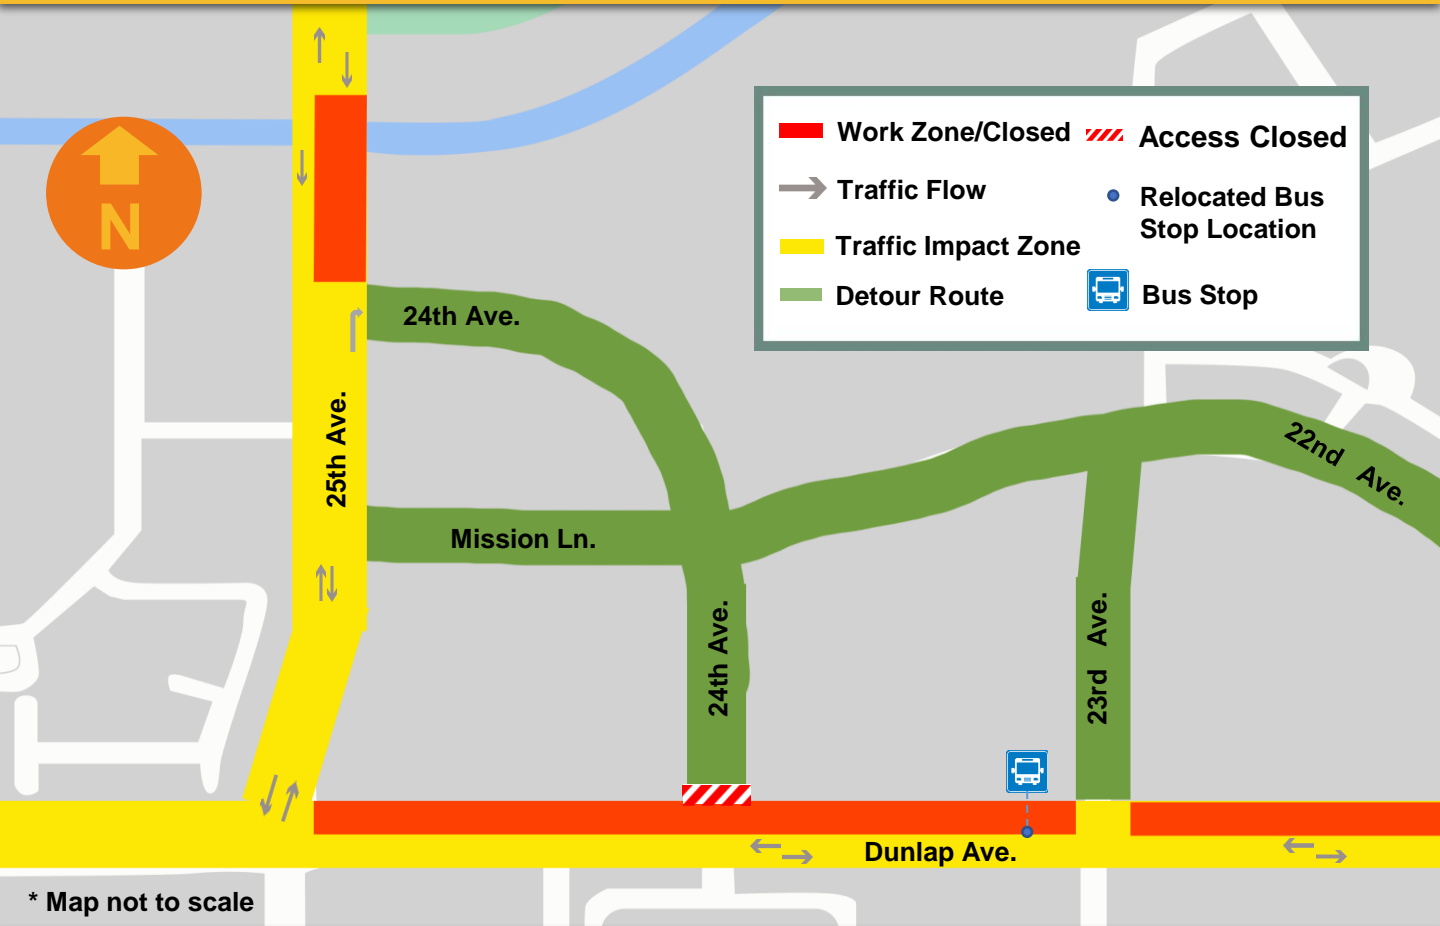 N
Work Zone/Closed
Traffic Flow
Traffic Impact Zone
Detour Route
Access Closed
Relocated Bus
Stop Location
Bus Stop
24th Ave.
25th Ave.
22nd Ave.
Mission Ln.
24th Ave.
23rd Ave.
Dunlap Ave.
* Map not to scale